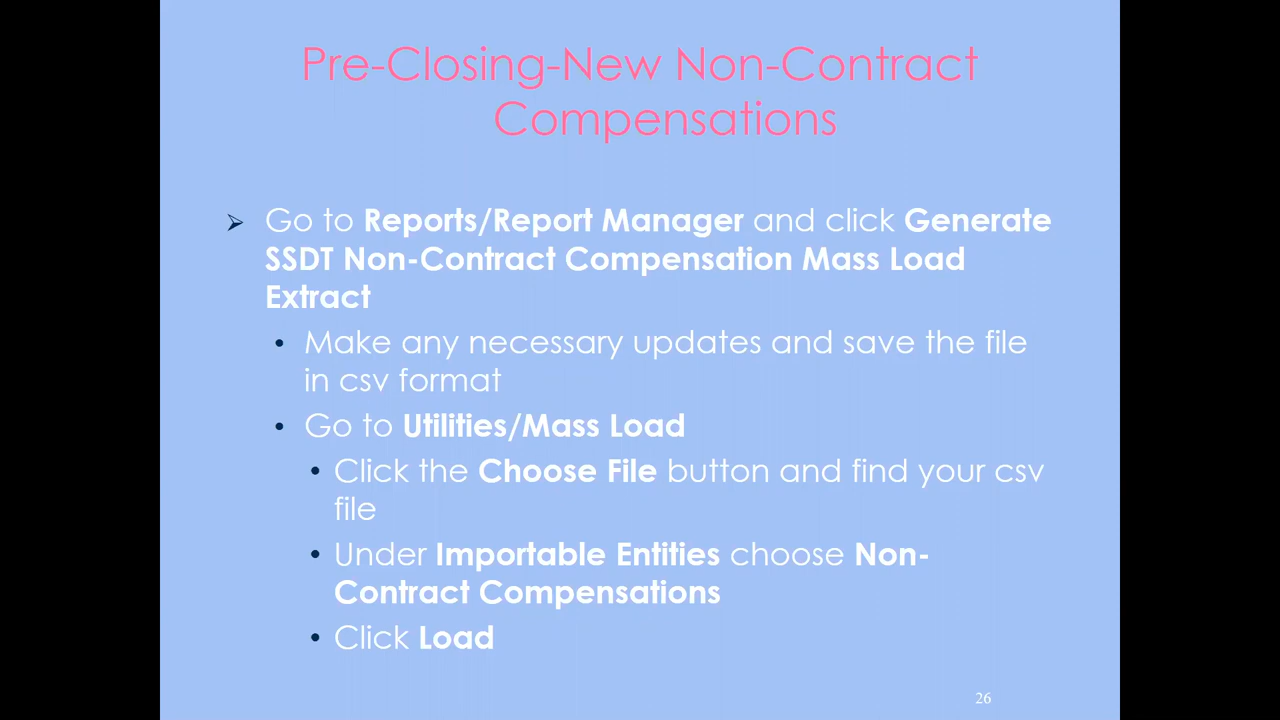 Pre-Closing-New Non-Contract
Compensations
➢ Go to Reports/Report Manager and click Generate
SSDT Non-Contract Compensation Mass Load
Extract
• Make any necessary updates and save the file
in csv format
• Go to Utilities/Mass Load
• Click the Choose File button and find your csv
file
• Under Importable Entities choose Non-
Contract Compensations
• Click Load
26